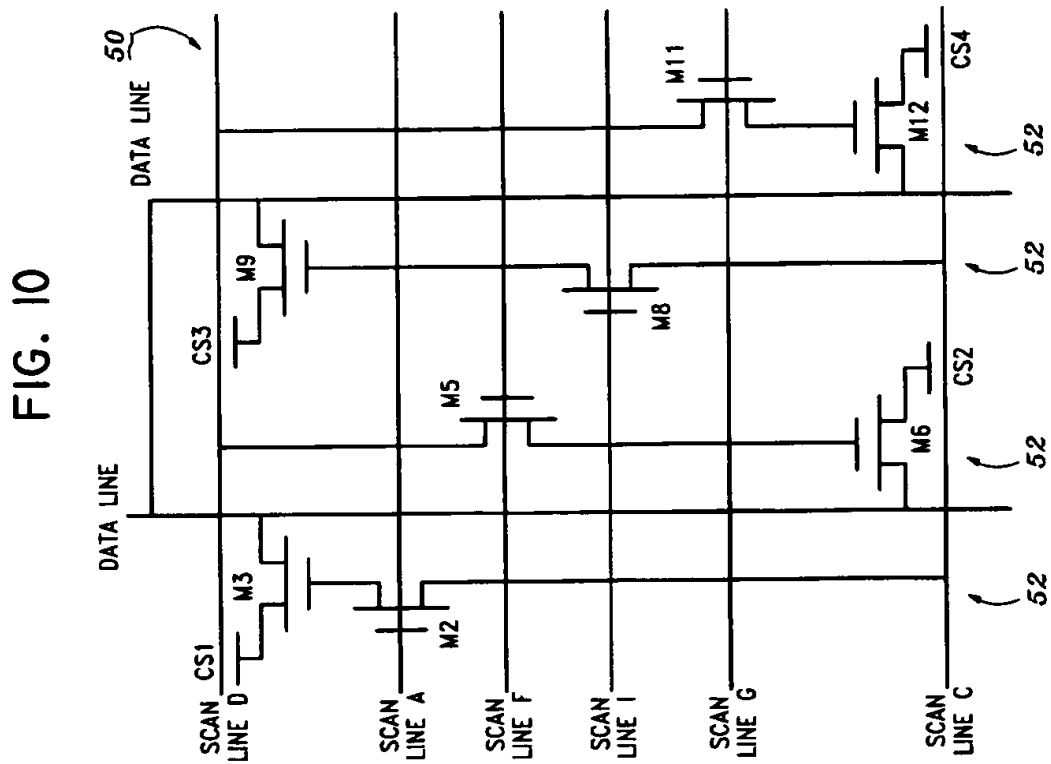 FIG. 10
50
DATA LINE
DATA LINE
CS1
M3
CS3
M9
M2
M5
M8
M11
M6
CS2
M12
CS4
SCAN
LINE D
SCAN
LINE A
SCAN
LINE F
SCAN
LINE I
SCAN
LINE G
SCAN
LINE C
52
52
52
52